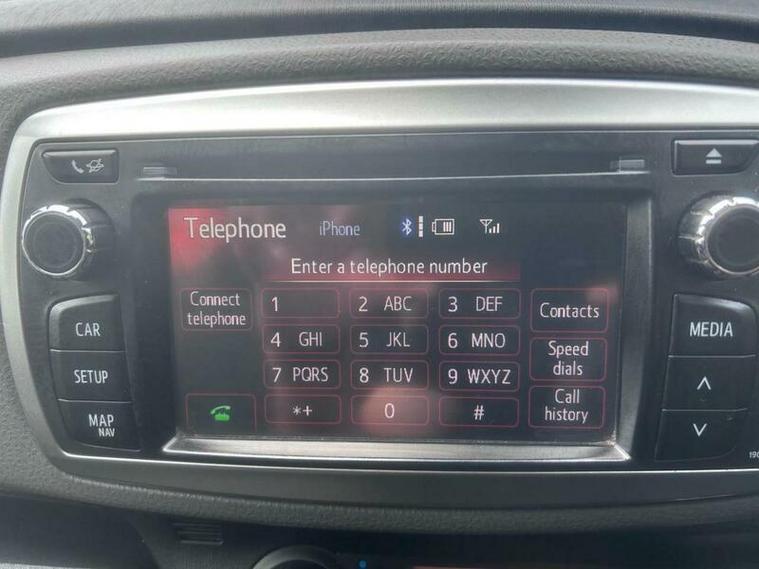 Telephone iPhone
Enter a telephone number
Connect telephone
1
2 ABC
3 DEF
Contacts
4 GHI
5 JKL
6 MNO
Speed dials
7 PQRS
8 TUV
9 WXYZ
Call history
*+
0
#
CAR
SETUP
MAP
NAV
MEDIA
190